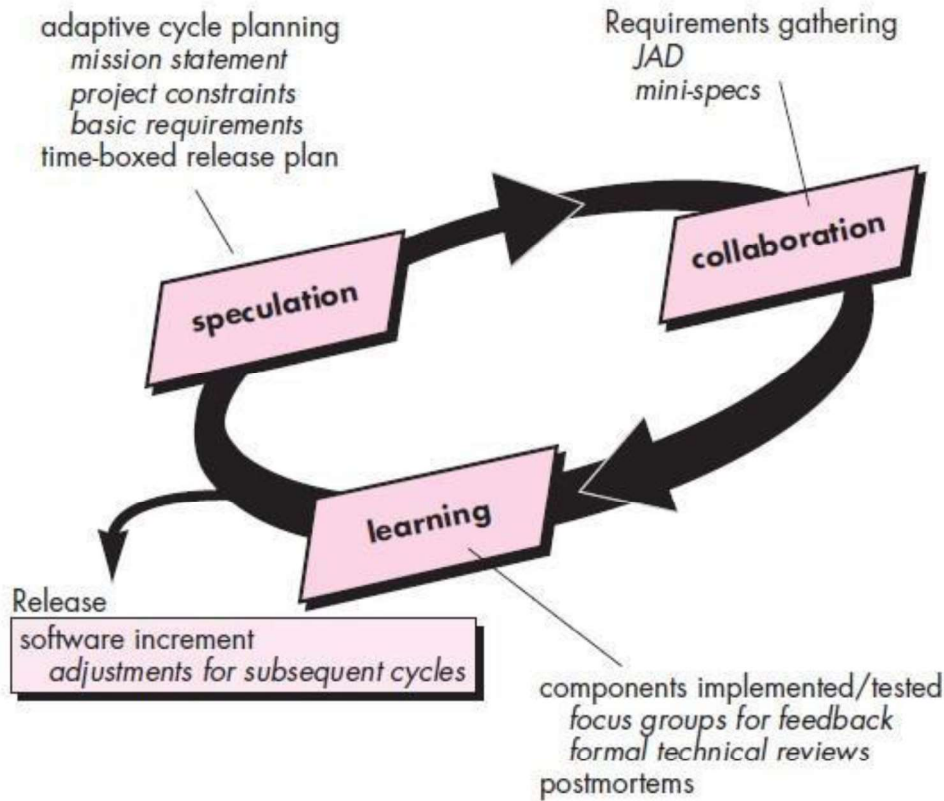 adaptive cycle planning
mission statement
project constraints
basic requirements
time-boxed release plan
Requirements gathering
JAD
mini-specs
speculation
collaboration
learning
Release
software increment
adjustments for subsequent cycles
components implemented/tested
focus groups for feedback
formal technical reviews
postmortems